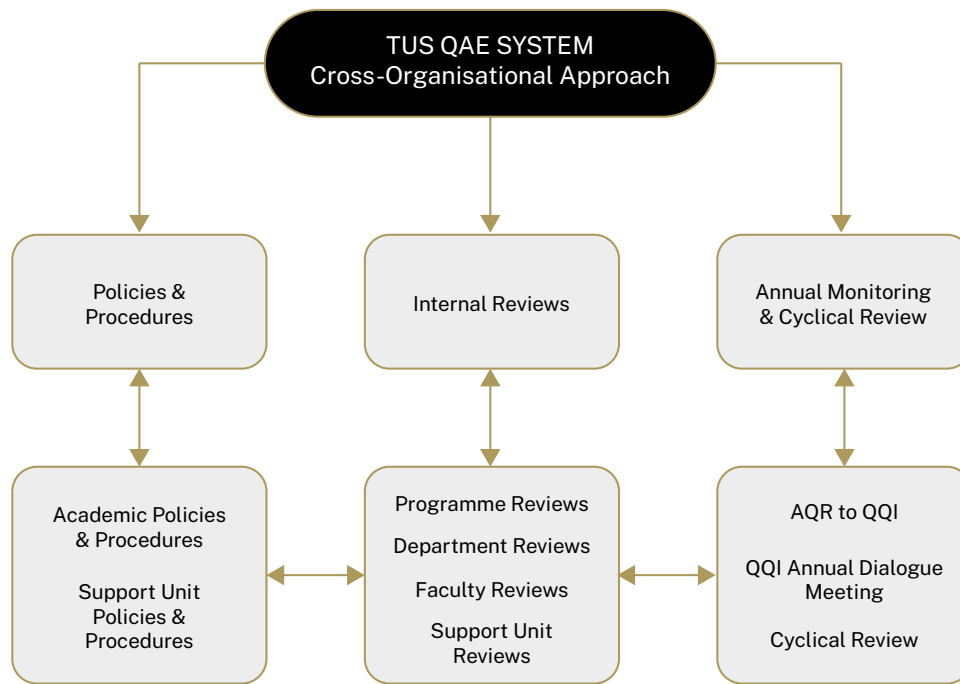 TUS QAE SYSTEM
Cross-Organisational Approach
Policies &
Procedures
Internal Reviews
Annual Monitoring
& Cyclical Review
Academic Policies
& Procedures
Support Unit
Policies &
Procedures
Programme Reviews
Department Reviews
Faculty Reviews
Support Unit
Reviews
AQR to QQI
QQI Annual Dialogue
Meeting
Cyclical Review